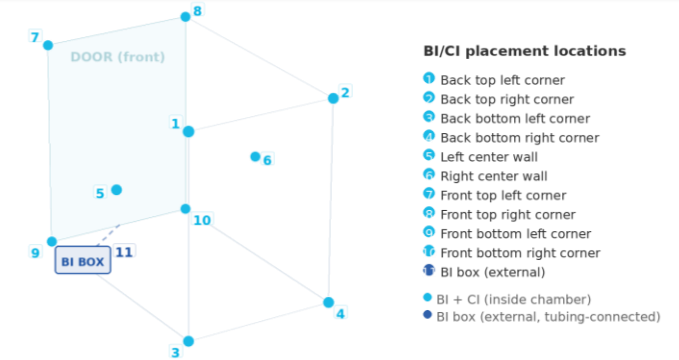 8
7
DOOR (front)
2
1
6
5
10
9
BI BOX
11
4
3
BI/CI placement locations
1 Back top left corner
2 Back top right corner
3 Back bottom left corner
4 Back bottom right corner
5 Left center wall
6 Right center wall
7 Front top left corner
8 Front top right corner
9 Front bottom left corner
10 Front bottom right corner
11 BI box (external)
BI + CI (inside chamber)
BI box (external, tubing-connected)